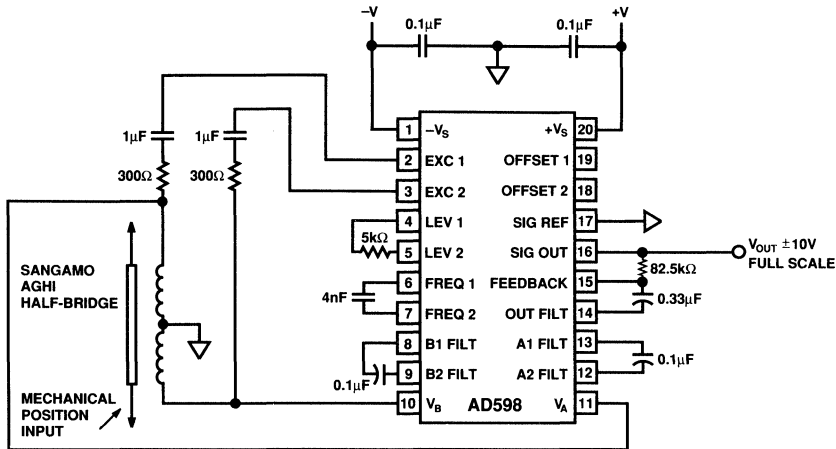 –V
+V
0.1μF
0.1μF
1μF
1μF
300Ω
300Ω
1
–VS
+VS
20
2
EXC 1
OFFSET 1
19
3
EXC 2
OFFSET 2
18
4
LEV 1
SIG REF
17
5kΩ
5
LEV 2
SIG OUT
16
VOUT ±10V
FULL SCALE
82.5kΩ
6
FREQ 1
FEEDBACK
15
4nF
0.33μF
7
FREQ 2
OUT FILT
14
8
B1 FILT
A1 FILT
13
0.1μF
0.1μF
9
B2 FILT
A2 FILT
12
10
VB
AD598
VA
11
SANGAMO
AGHI
HALF-BRIDGE
MECHANICAL
POSITION
INPUT